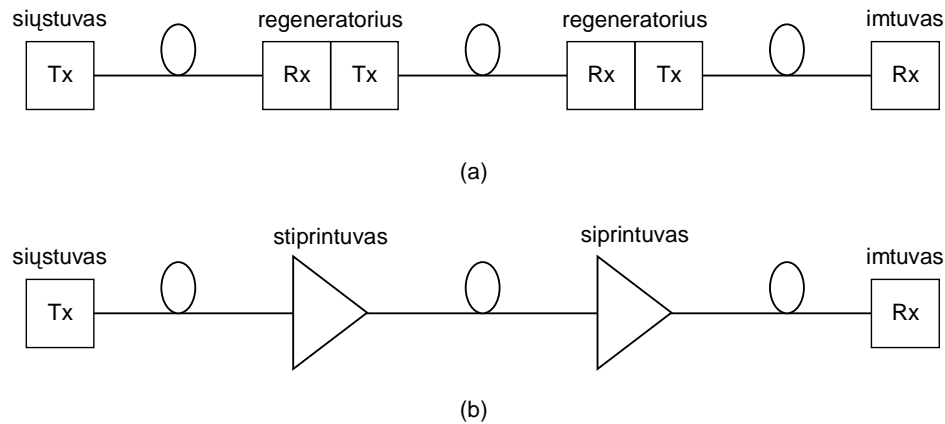 siųstuvas regeneratorius regeneratorius imtuvas
Tx Rx Tx Rx Tx Rx
(a)
stiprintuvas siprintuvas
siųstuvas imtuvas
Tx Rx
(b)